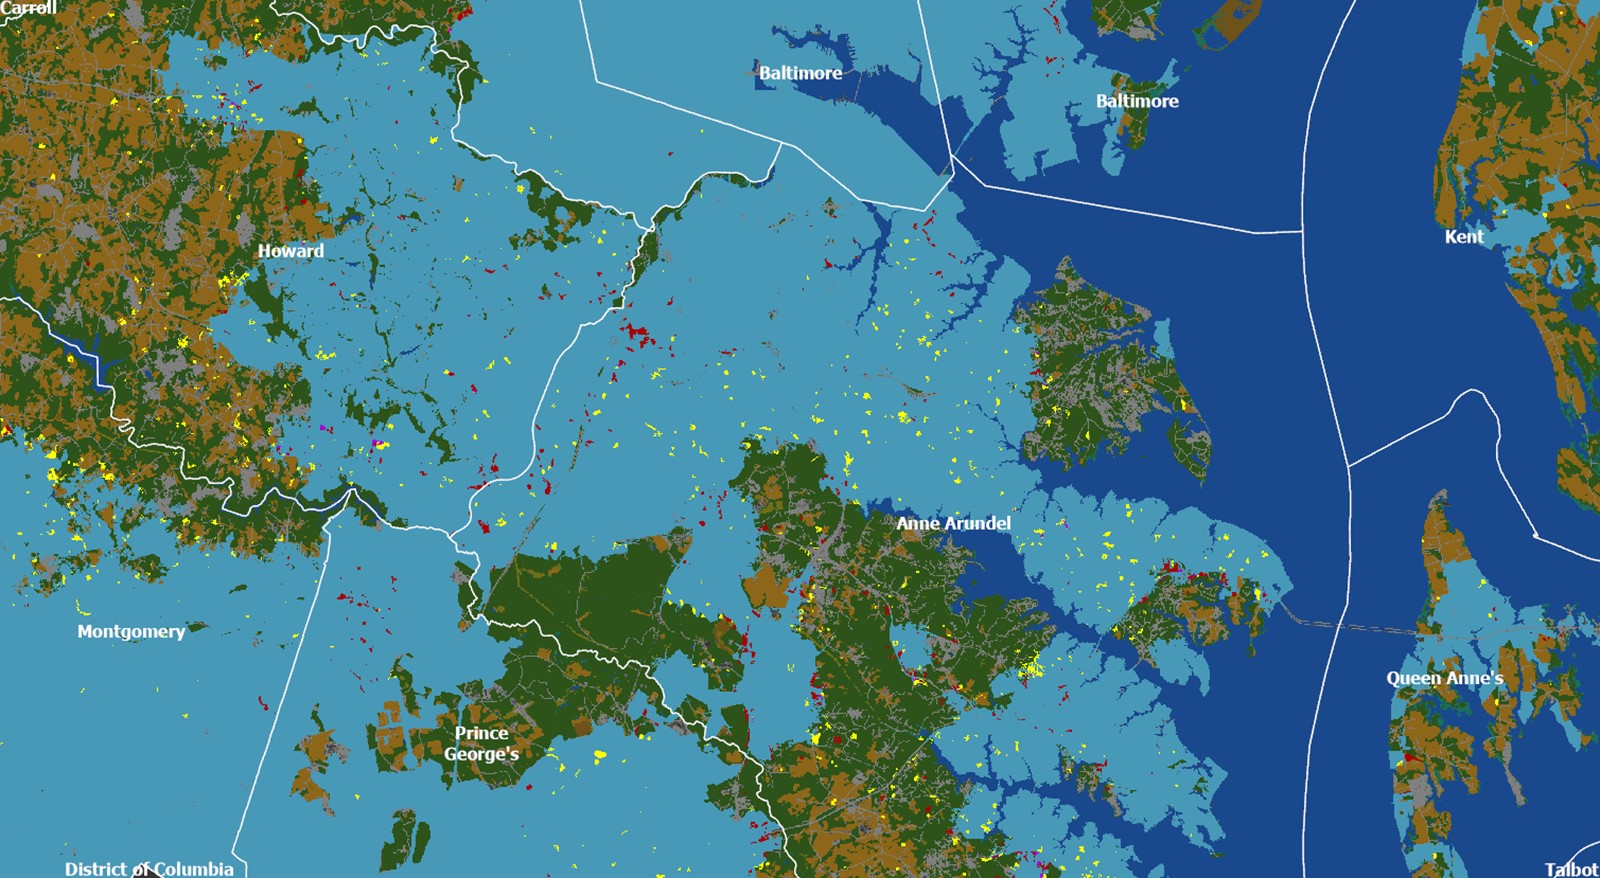 Carroll
Baltimore
Baltimore
Howard
Kent
Anne Arundel
Montgomery
Queen Anne's
Prince
George's
District of Columbia
Talbot